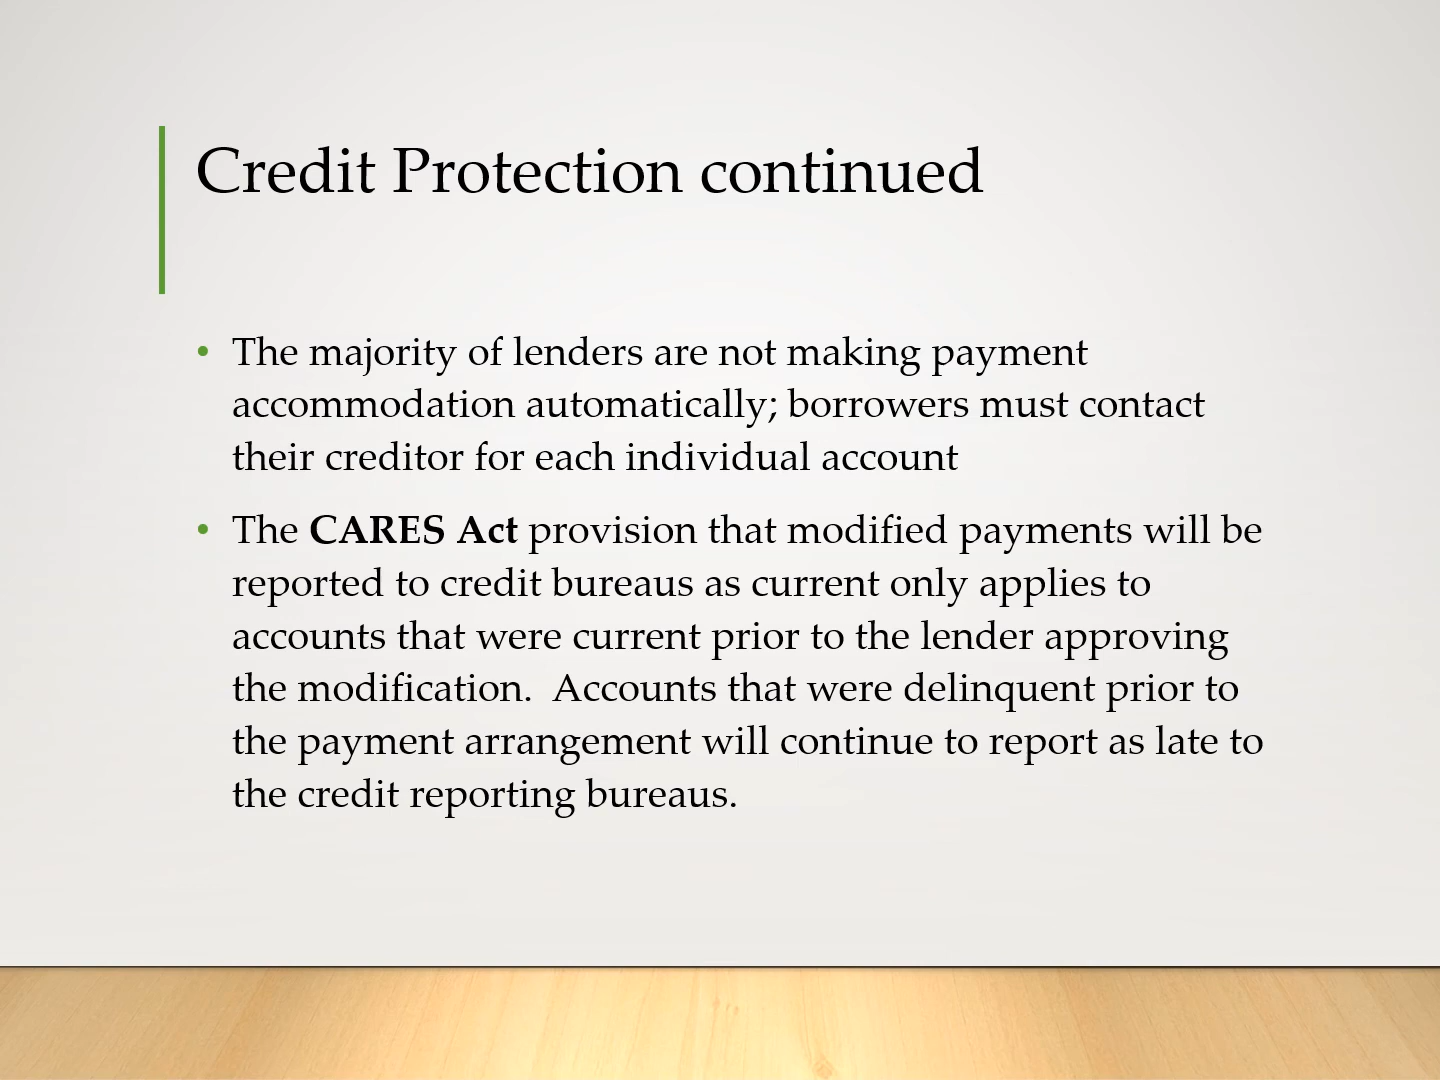 Credit Protection continued
• The majority of lenders are not making payment
accommodation automatically; borrowers must contact
their creditor for each individual account
• The CARES Act provision that modified payments will be
reported to credit bureaus as current only applies to
accounts that were current prior to the lender approving
the modification.  Accounts that were delinquent prior to
the payment arrangement will continue to report as late to
the credit reporting bureaus.